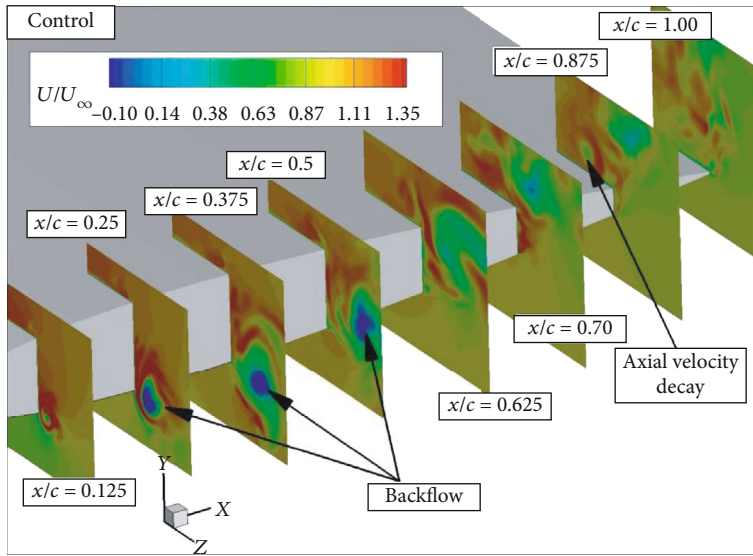 Control
x/c = 1.00
x/c = 0.875
U/U∞
−0.10 0.14 0.38 0.63 0.87 1.11 1.35
x/c = 0.5
x/c = 0.375
x/c = 0.25
x/c = 0.70
Axial velocity
decay
x/c = 0.625
x/c = 0.125
Backflow
Y
X
Z